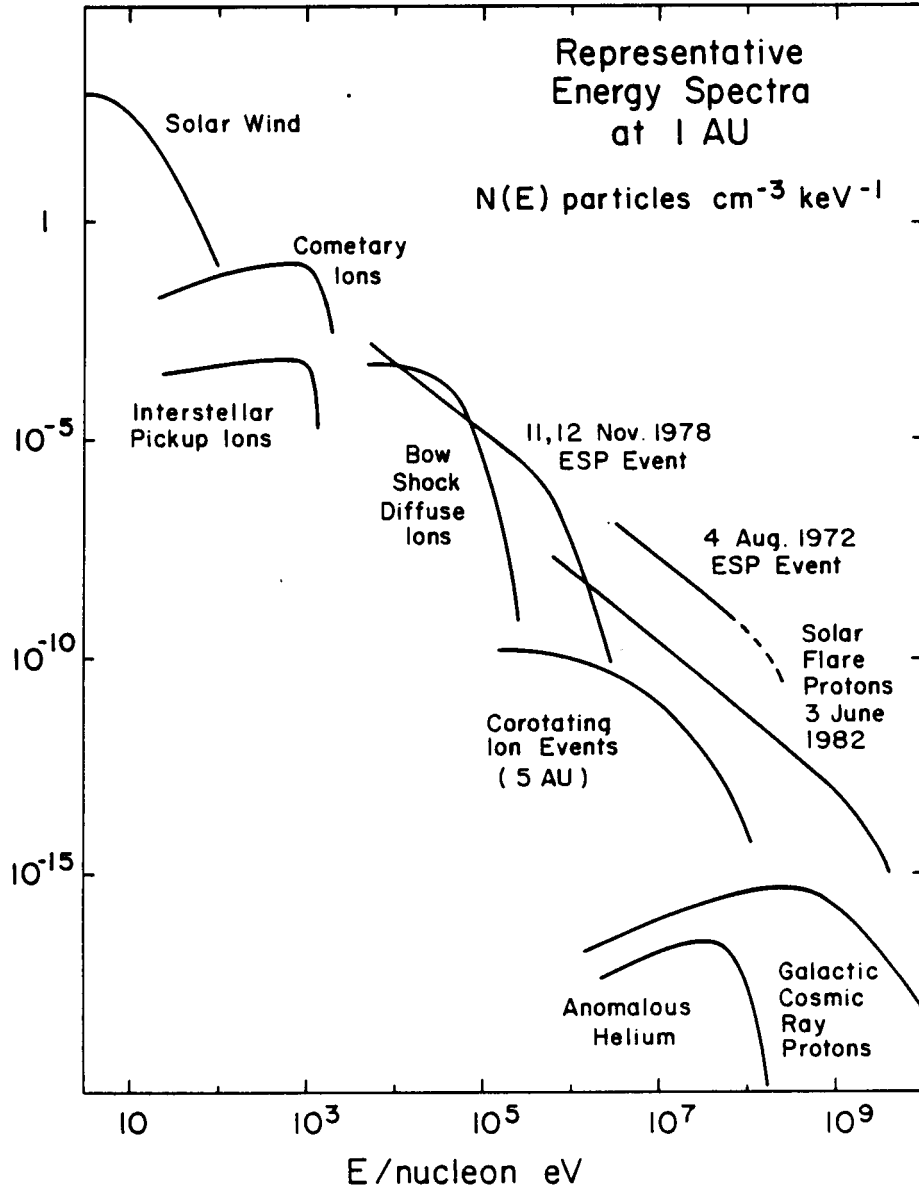 Representative
Energy Spectra
at 1 AU
N(E) particles cm⁻³ keV⁻¹
Solar Wind
1
Cometary
Ions
Interstellar
Pickup Ions
10⁻⁵
11,12 Nov. 1978
ESP Event
Bow
Shock
Diffuse
Ions
4 Aug. 1972
ESP Event
10⁻¹⁰
Solar
Flare
Protons
3 June
1982
Corotating
Ion Events
(5 AU)
10⁻¹⁵
Galactic
Cosmic
Ray
Protons
Anomalous
Helium
10 10³ 10⁵ 10⁷ 10⁹
E/nucleon eV